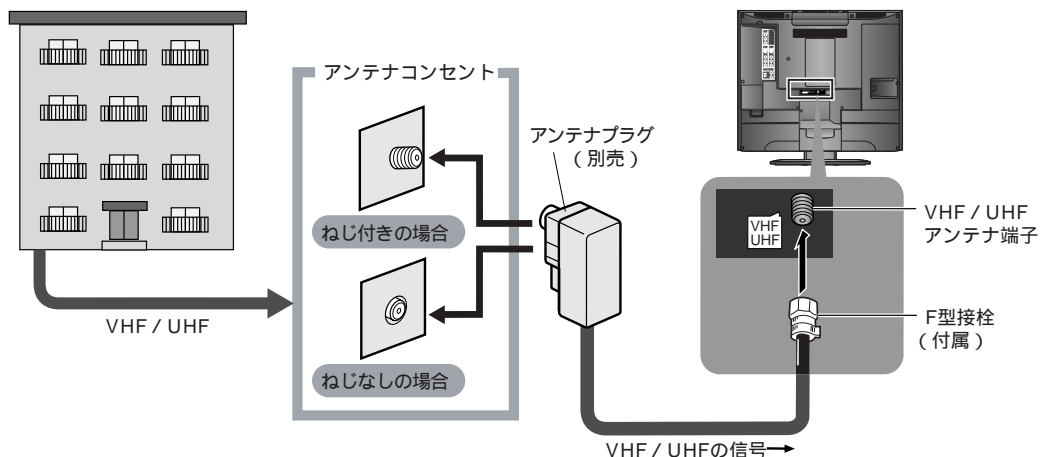 アンテナコンセント
アンテナプラグ
(別売)
ねじ付きの場合
VHF
UHF
VHF / UHF
アンテナ端子
VHF / UHF
F型接栓
(付属)
ねじなしの場合
VHF / UHFの信号→